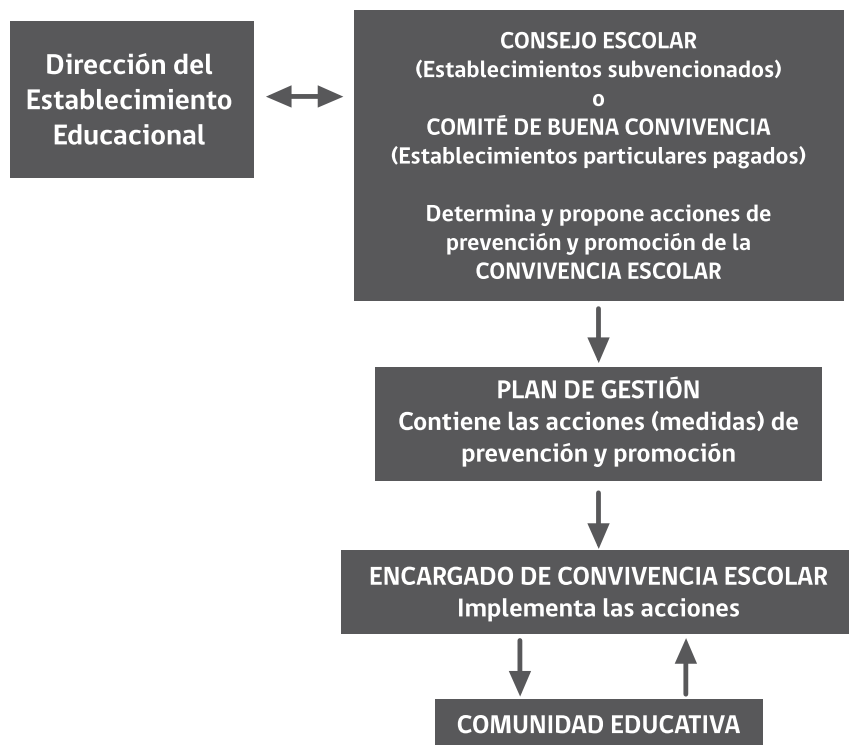 Dirección del
Establecimiento
Educacional
CONSEJO ESCOLAR
(Establecimientos subvencionados)
o
COMITÉ DE BUENA CONVIVENCIA
(Establecimientos particulares pagados)
Determina y propone acciones de
prevención y promoción de la
CONVIVENCIA ESCOLAR
PLAN DE GESTIÓN
Contiene las acciones (medidas) de
prevención y promoción
ENCARGADO DE CONVIVENCIA ESCOLAR
Implementa las acciones
COMUNIDAD EDUCATIVA